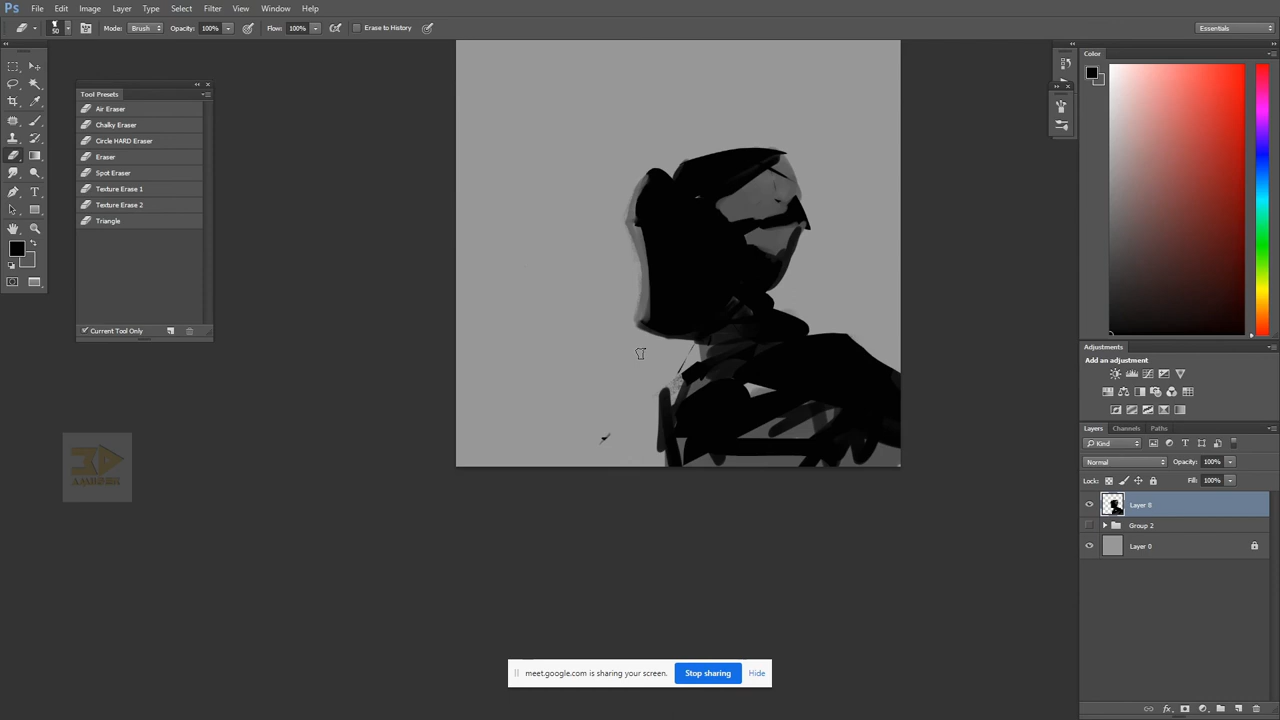 Ps File Edit Image Layer Type Select Filter View Window Help
50 Mode: Brush Opacity: 100% Flow: 100% Erase to History Essentials
Color
Tool Presets
Air Eraser
Chalky Eraser
Circle HARD Eraser
Eraser
Spot Eraser
Texture Erase 1
Texture Erase 2
Triangle
Current Tool Only
Adjustments
Add an adjustment
Layers Channels Paths
Kind
Normal Opacity: 100%
Lock: Fill: 100%
Layer 8
Group 2
Layer 0
meet.google.com is sharing your screen. Stop sharing Hide